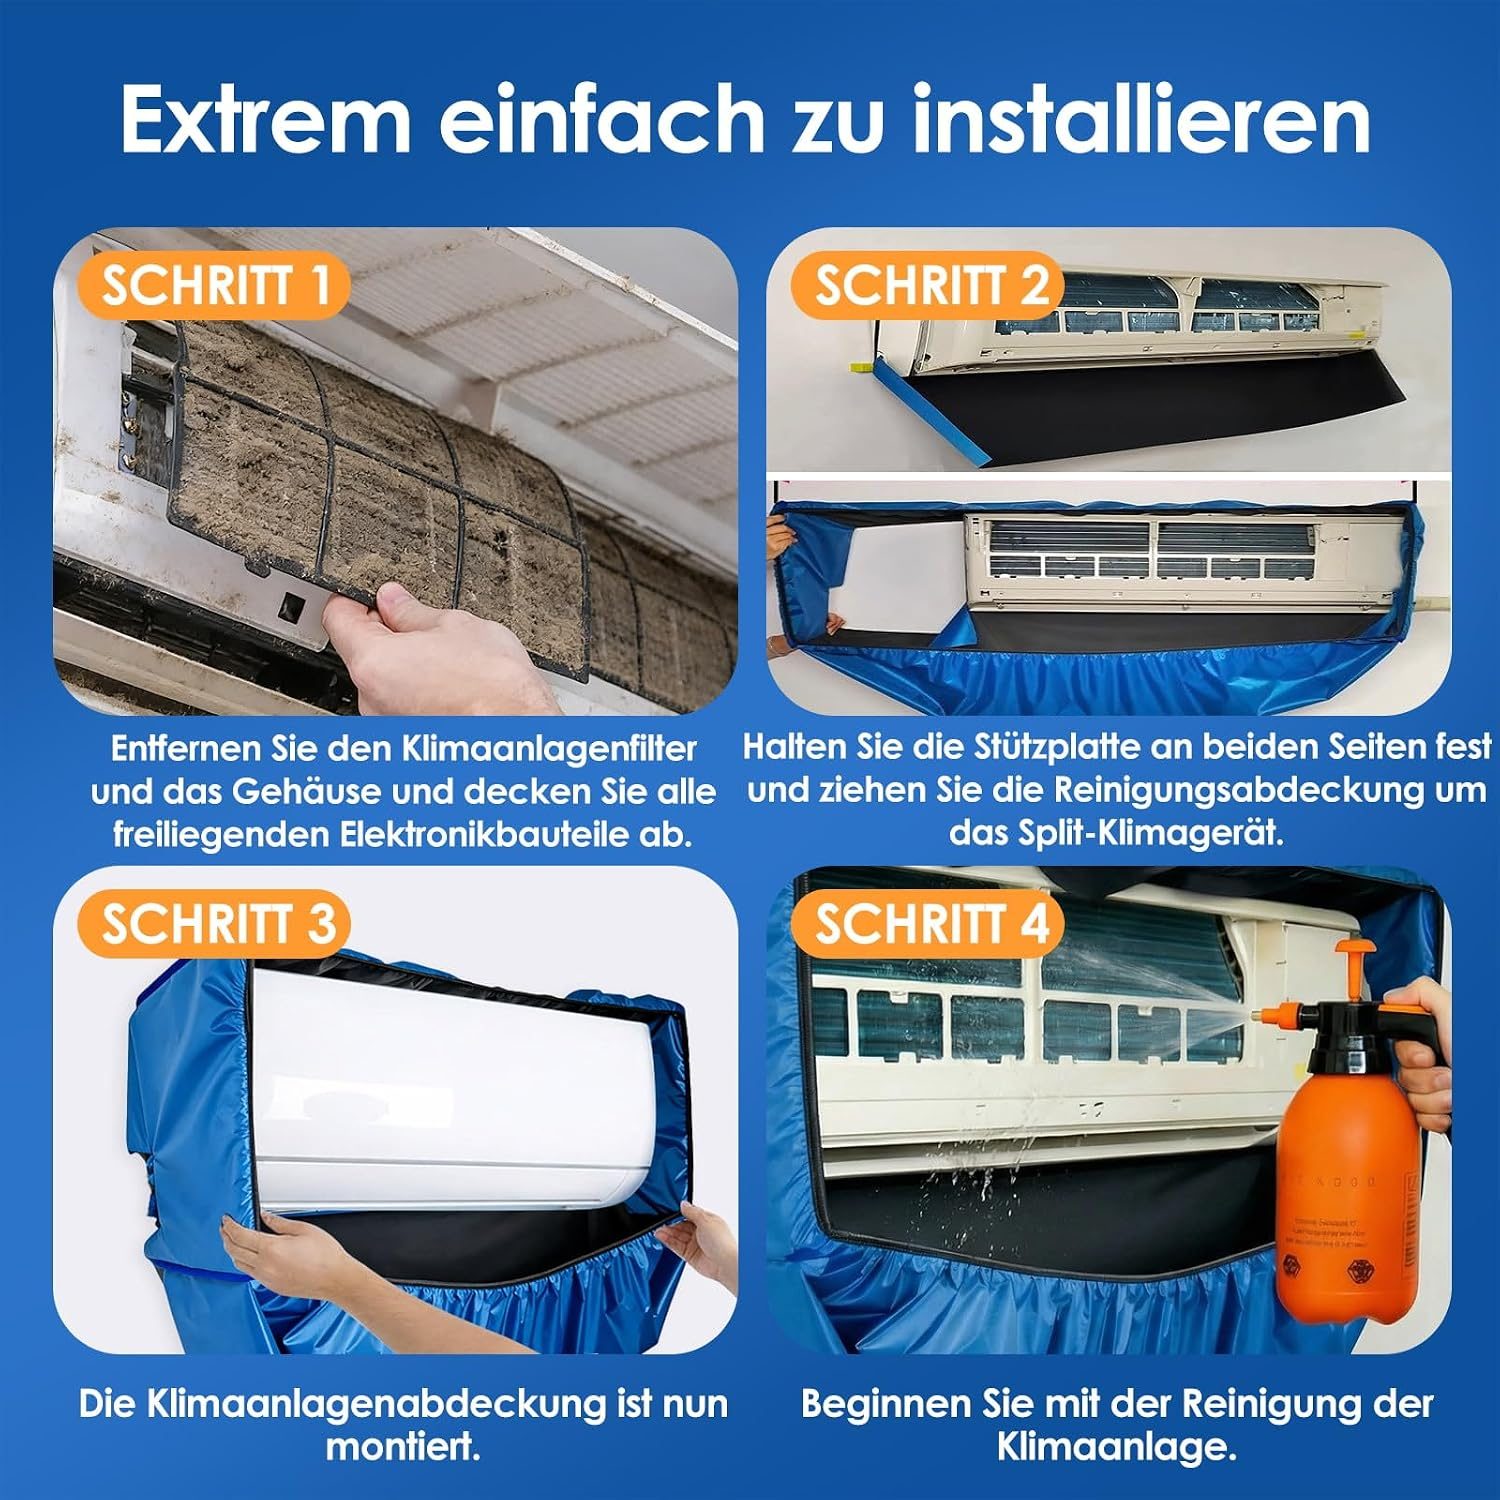 Extrem einfach zu installieren
SCHRITT 1
Entfernen Sie den Klimaanlagenfilter
und das Gehäuse und decken Sie alle
freiliegenden Elektronikbauteile ab.
SCHRITT 2
Halten Sie die Stützplatte an beiden Seiten fest
und ziehen Sie die Reinigungsabdeckung um
das Split-Klimagerät.
SCHRITT 3
Die Klimaanlagenabdeckung ist nun
montiert.
SCHRITT 4
Beginnen Sie mit der Reinigung der
Klimaanlage.